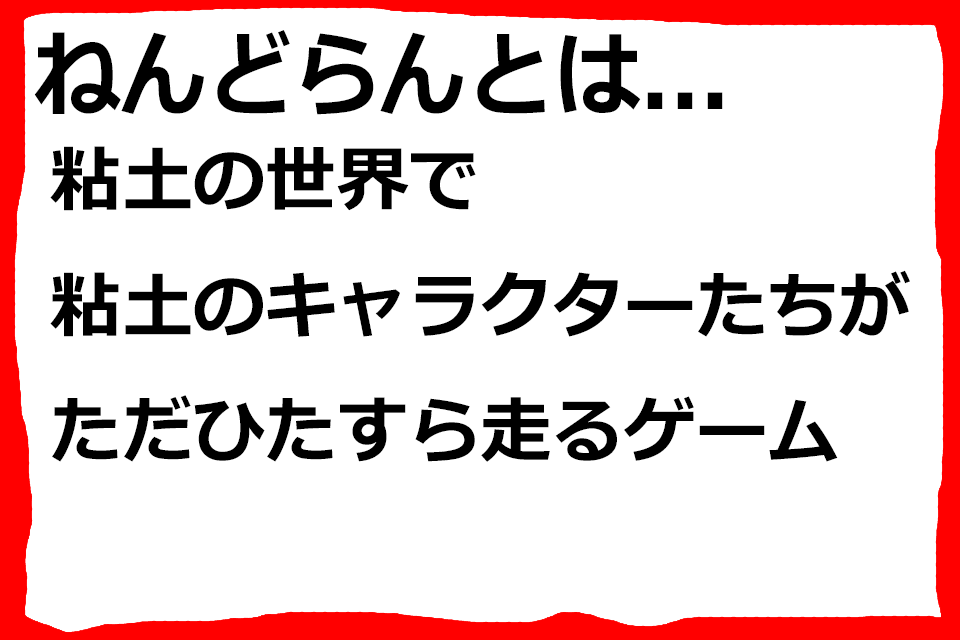 ねんどらんとは...
粘土の世界で
粘土のキャラクターたちが
ただひたすら走るゲーム